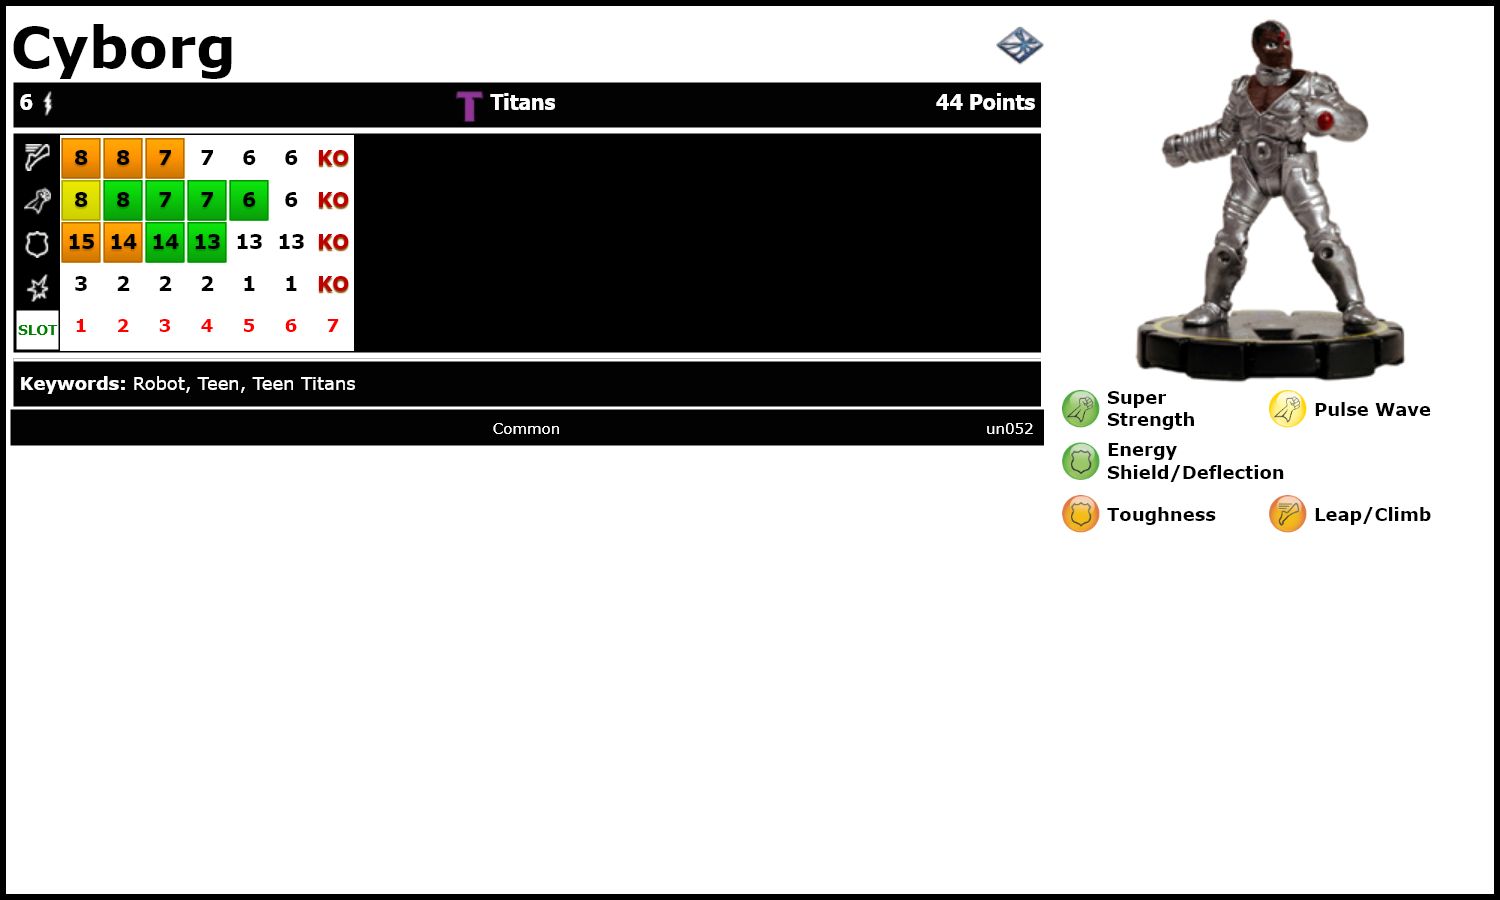 Cyborg
6 Titans 44 Points
8 8 7 7 6 6 KO
8 8 7 7 6 6 KO
15 14 14 13 13 13 KO
3 2 2 2 1 1 KO
SLOT 1 2 3 4 5 6 7
Keywords: Robot, Teen, Teen Titans
Common un052
Super
Strength
Pulse Wave
Energy
Shield/Deflection
Toughness
Leap/Climb